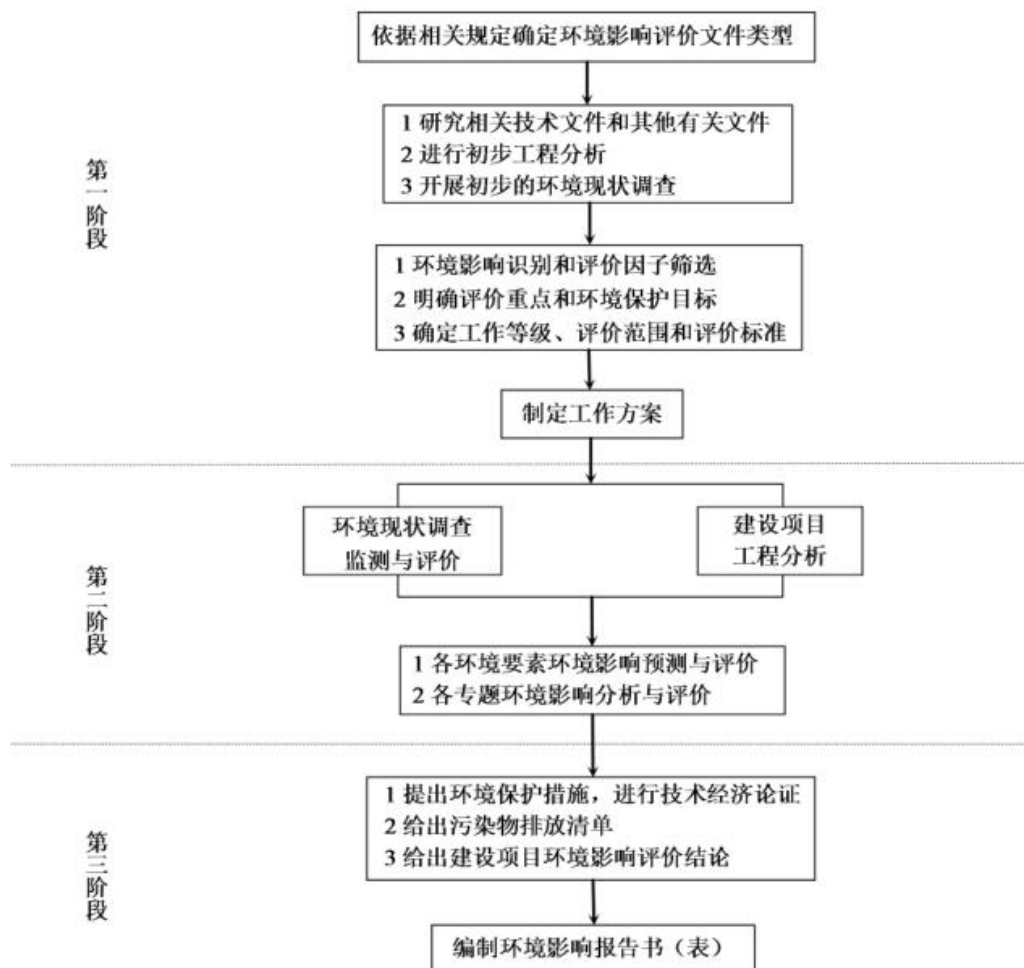 依据相关规定确定环境影响评价文件类型
1 研究相关技术文件和其他有关文件
2 进行初步工程分析
3 开展初步的环境现状调查
第一阶段
1 环境影响识别和评价因子筛选
2 明确评价重点和环境保护目标
3 确定工作等级、评价范围和评价标准
制定工作方案
环境现状调查
监测与评价
建设项目
工程分析
第二阶段
1 各环境要素环境影响预测与评价
2 各专题环境影响分析与评价
1 提出环境保护措施，进行技术经济论证
2 给出污染物排放清单
3 给出建设项目环境影响评价结论
第三阶段
编制环境影响报告书（表）